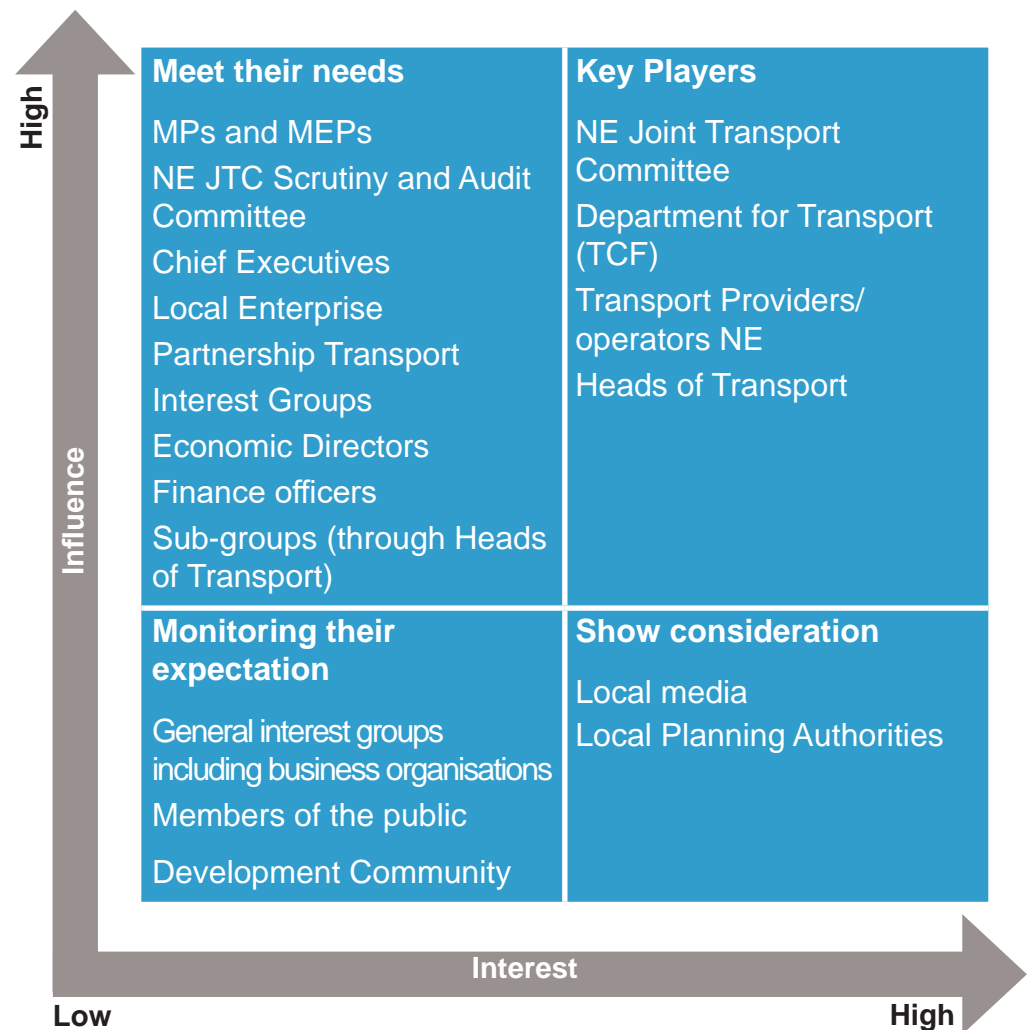 High
Influence
Meet their needs
MPs and MEPs
NE JTC Scrutiny and Audit
Committee
Chief Executives
Local Enterprise
Partnership Transport
Interest Groups
Economic Directors
Finance officers
Sub-groups (through Heads
of Transport)
Key Players
NE Joint Transport
Committee
Department for Transport
(TCF)
Transport Providers/
operators NE
Heads of Transport
Monitoring their
expectation
General interest groups
including business organisations
Members of the public
Development Community
Show consideration
Local media
Local Planning Authorities
Interest
Low
High